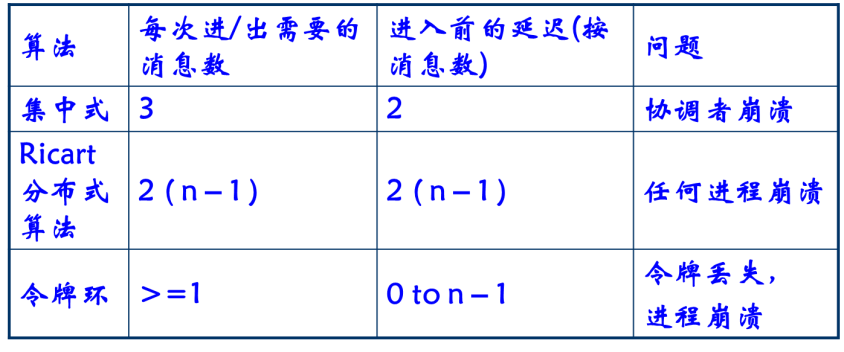 算法
每次进/出需要的
消息数
进入前的延迟(按
消息数)
问题
集中式
3
2
协调者崩溃
Ricart
分布式
算法
2 ( n – 1 )
2 ( n – 1 )
任何进程崩溃
令牌环
>=1
0 to n – 1
令牌丢失,
进程崩溃